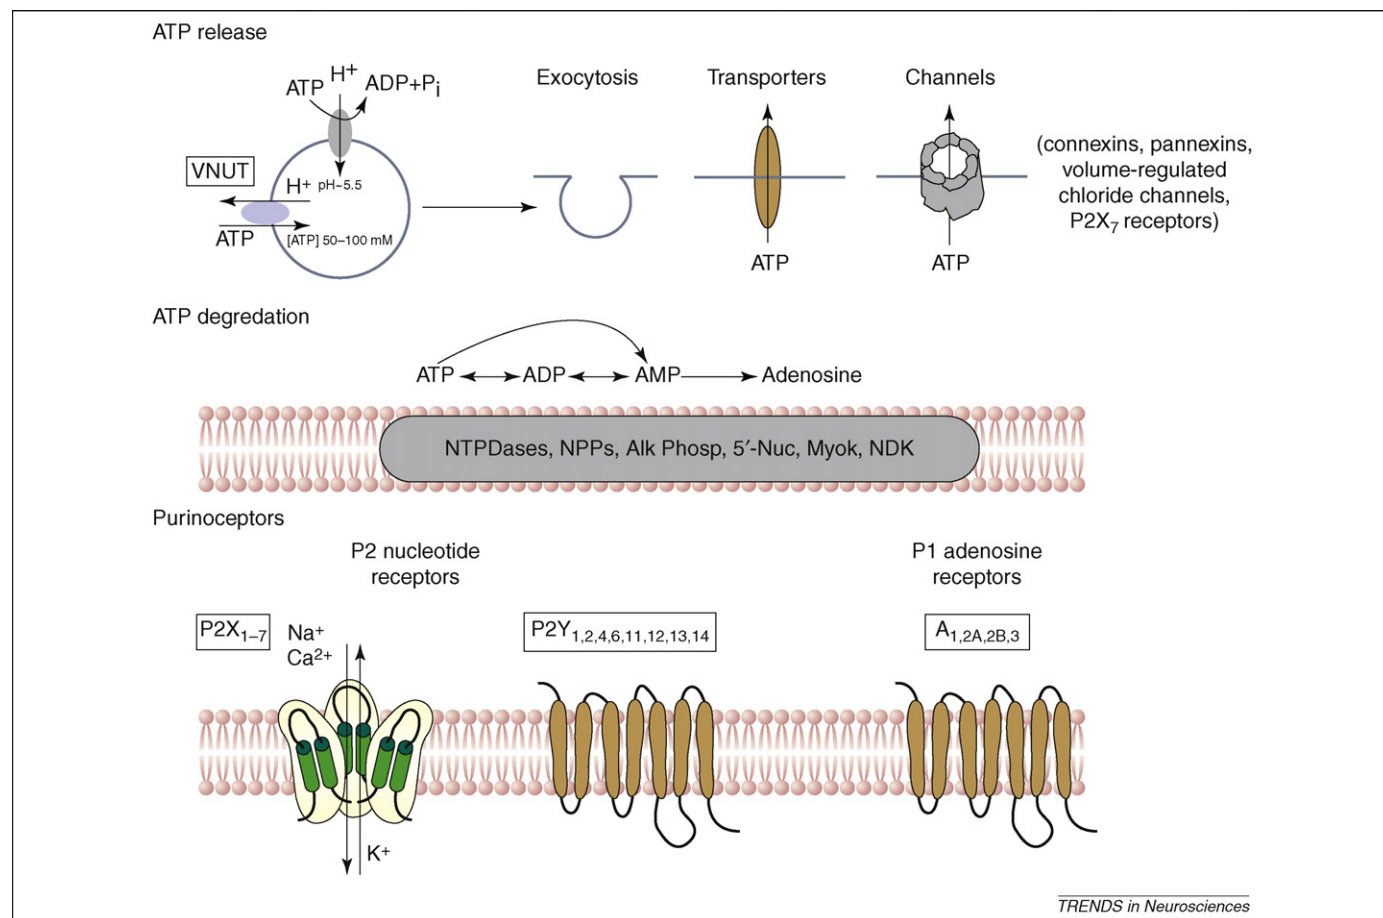 ATP release
ATP
H⁺
ADP+Pᵢ
VNUT
H⁺
pH~5.5
ATP
[ATP] 50–100 mM
Exocytosis
Transporters
ATP
Channels
ATP
(connexins, pannexins,
volume-regulated
chloride channels,
P2X₇ receptors)
ATP degredation
ATP ADP AMP Adenosine
NTPDases, NPPs, Alk Phosp, 5′-Nuc, Myok, NDK
Purinoceptors
P2 nucleotide
receptors
P1 adenosine
receptors
P2X₁₋₇
Na⁺
Ca²⁺
K⁺
P2Y₁,₂,₄,₆,₁₁,₁₂,₁₃,₁₄
A₁,₂A,₂B,₃
TRENDS in Neurosciences